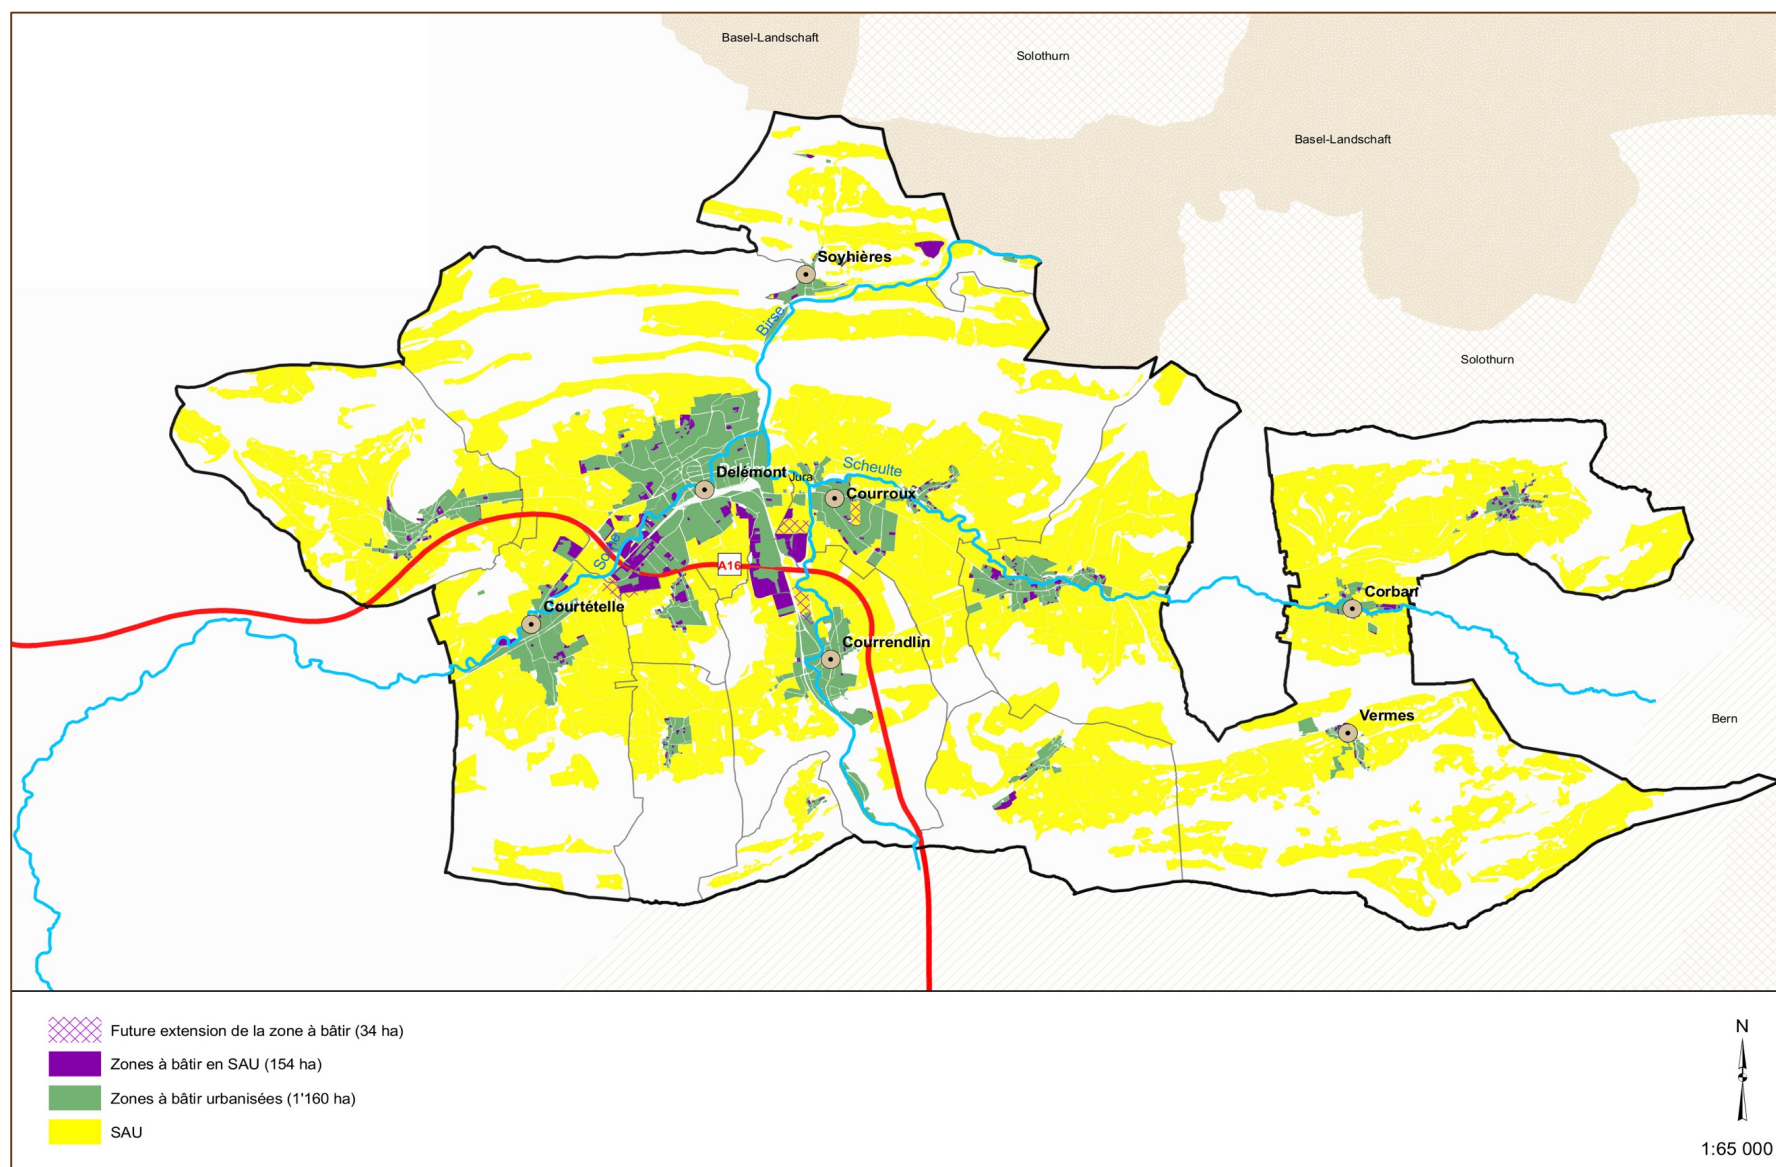 Basel-Landschaft
Solothurn
Basel-Landschaft
Soyhières
Birse
Solothurn
Scheulte
Delémont
Jura
Courroux
Sorne
A16
Corban
Courtételle
Courrendlin
Vermes
Bern
Future extension de la zone à bâtir (34 ha)
N
Zones à bâtir en SAU (154 ha)
Zones à bâtir urbanisées (1'160 ha)
SAU
1:65 000